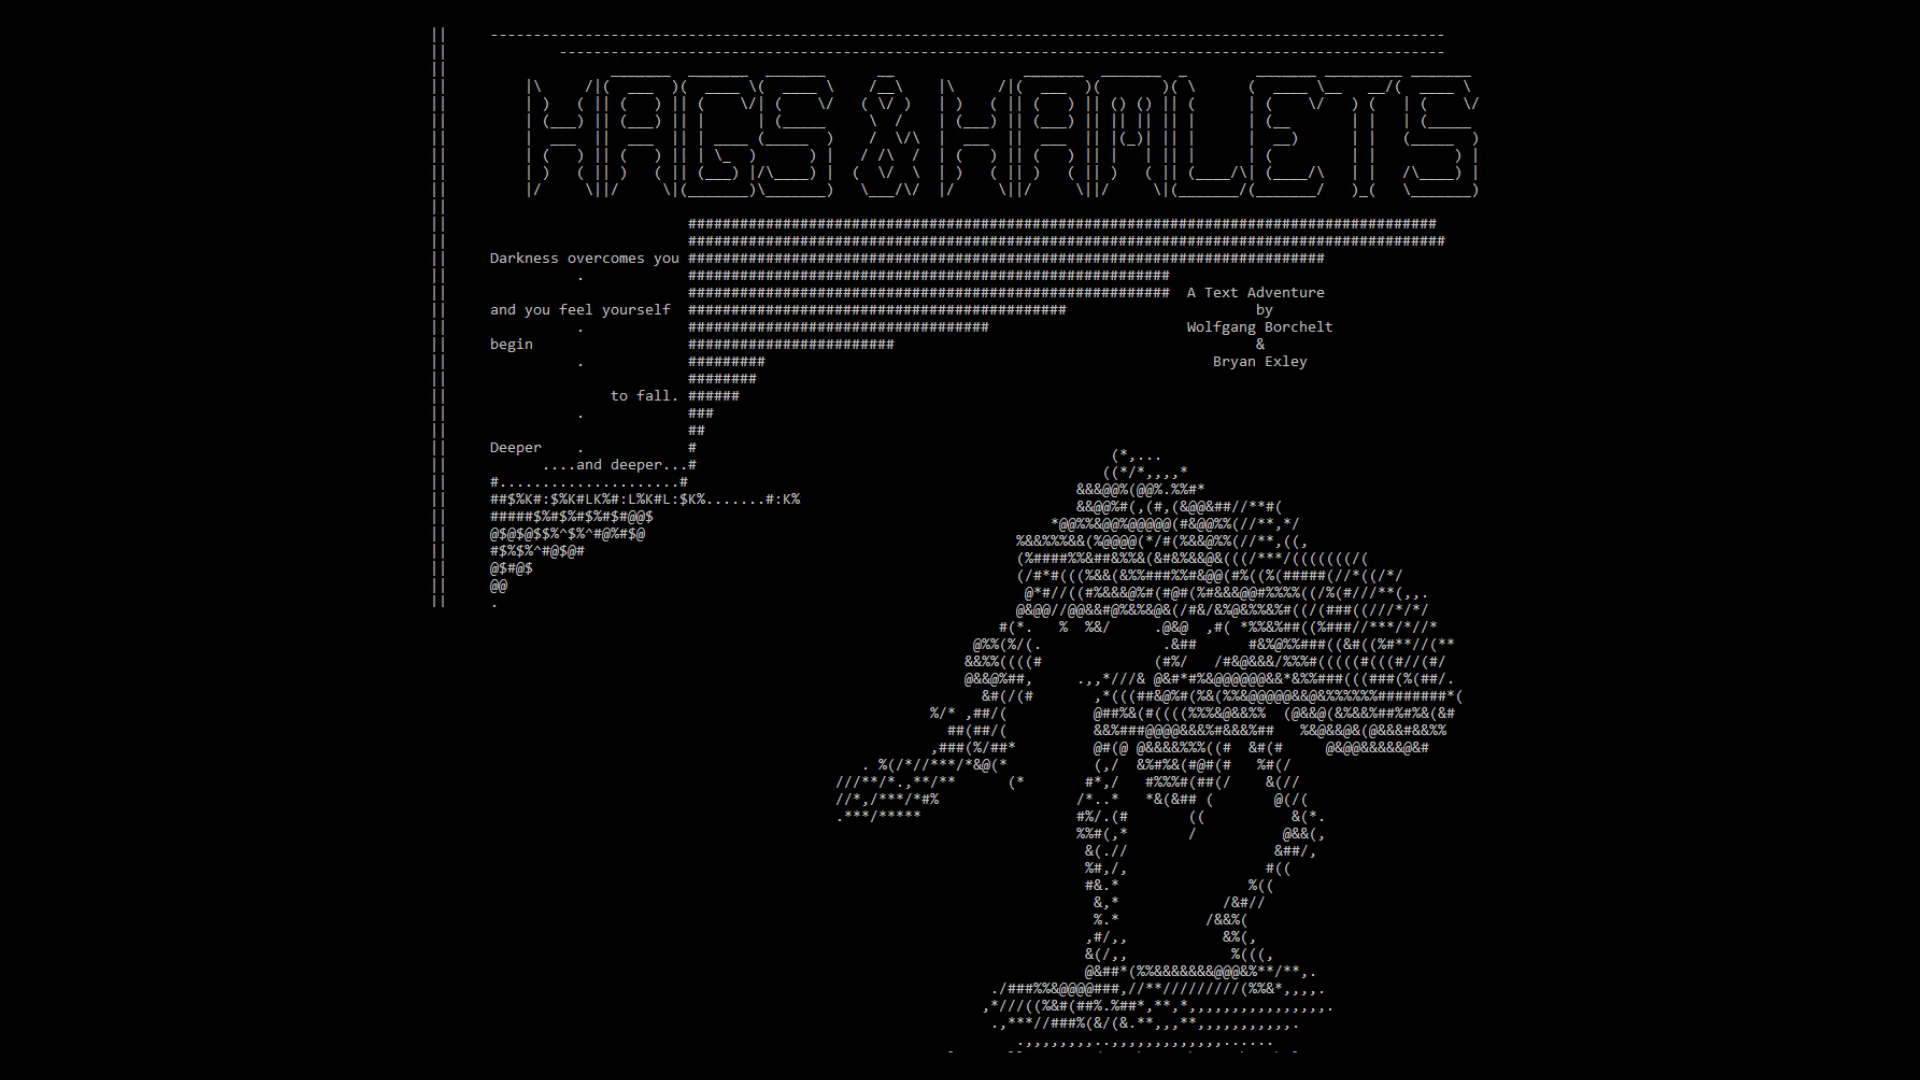 HAGS & HAMLETS
Darkness overcomes you
and you feel yourself
begin
to fall.
Deeper
....and deeper...
A Text Adventure
by
Wolfgang Borchelt
&
Bryan Exley